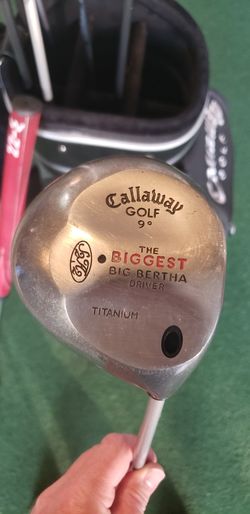 Callaway
GOLF
9°
THE
BIGGEST
BIG BERTHA
DRIVER
TITANIUM